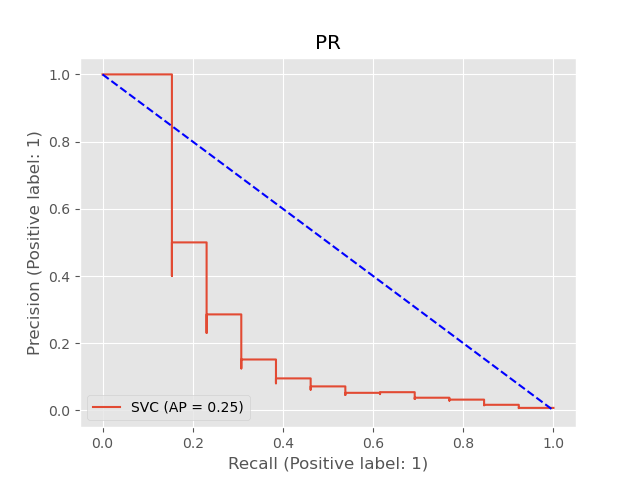 PR
Precision (Positive label: 1)
1.0
0.8
0.6
0.4
0.2
0.0
SVC (AP = 0.25)
0.0 0.2 0.4 0.6 0.8 1.0
Recall (Positive label: 1)